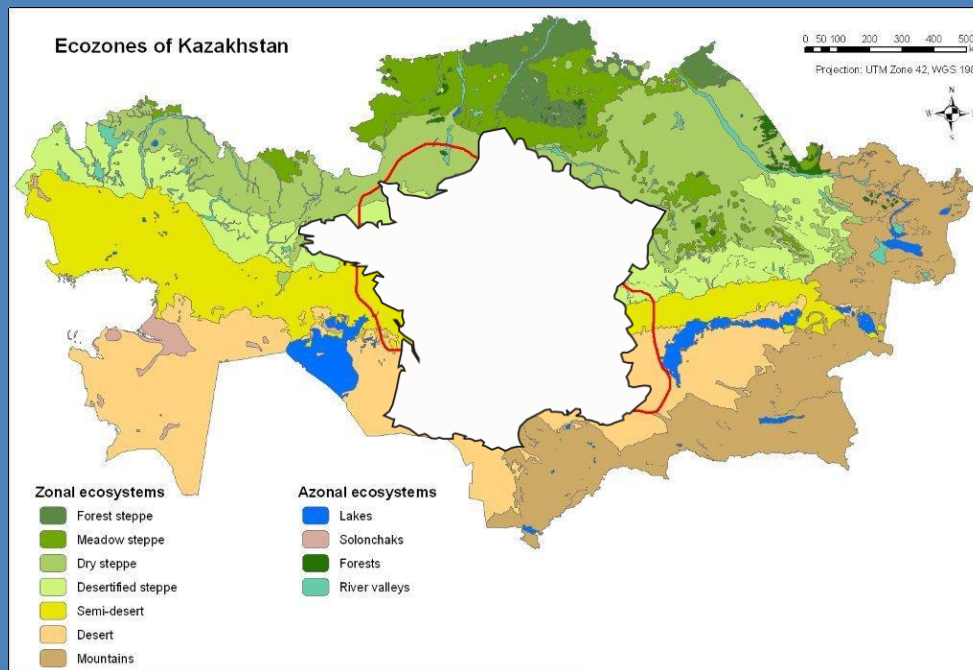 Ecozones of Kazakhstan
0 50 100 200 300 400 500
Projection: UTM Zone 42, WGS 198
N
W
S
Zonal ecosystems
Forest steppe
Meadow steppe
Dry steppe
Desertified steppe
Semi-desert
Desert
Mountains
Azonal ecosystems
Lakes
Solonchaks
Forests
River valleys